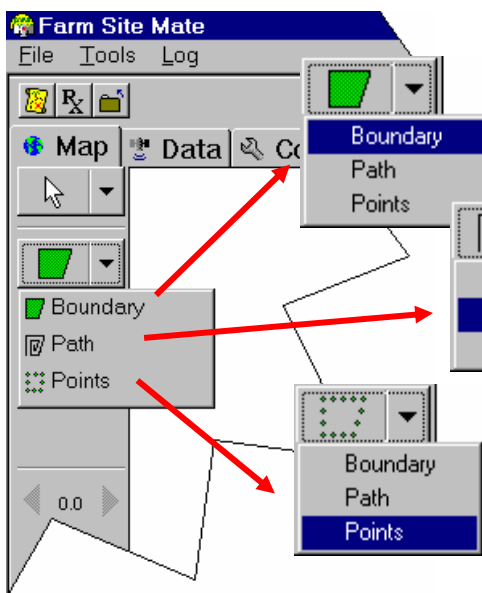 Farm Site Mate
File Tools Log
Rx
Map Data
Boundary
Path
Points
Boundary
Path
Points
0.0
Boundary
Path
Points